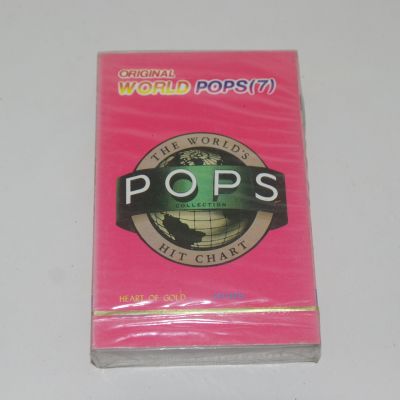 ORIGINAL
WORLD POPS(7)
THE WORLD'S
POPS
COLLECTION
HIT CHART
HEART OF GOLD